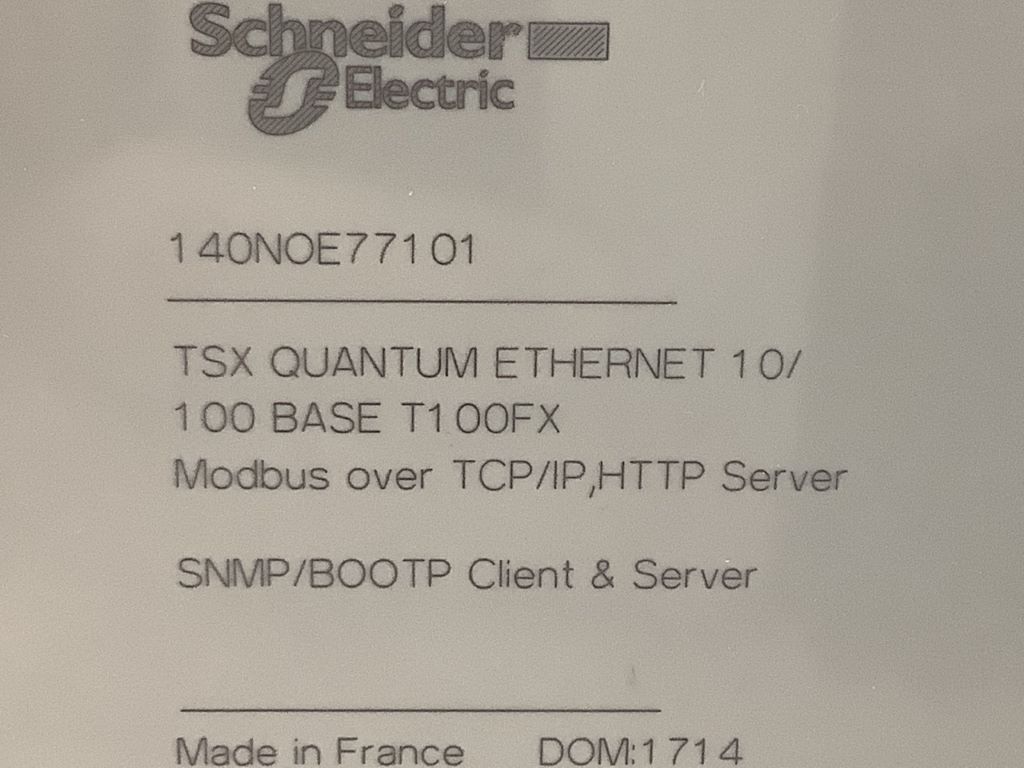 Schneider
Electric
140NOE77101
TSX QUANTUM ETHERNET 10/
100 BASE T100FX
Modbus over TCP/IP,HTTP Server
SNMP/BOOTP Client & Server
Made in France DOM:1714